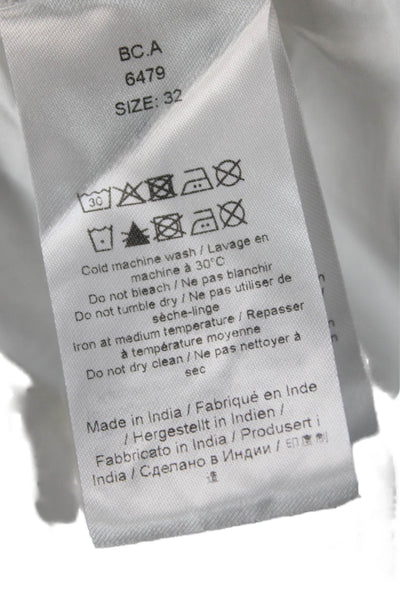 BC.A
6479
SIZE: 32
30
Cold machine wash / Lavage en
machine à 30°C
Do not bleach / Ne pas blanchir
Do not tumble dry / Ne pas utiliser de
sèche-linge
Iron at medium temperature / Repasser
à température moyenne
Do not dry clean / Ne pas nettoyer à
sec
Made in India / Fabriqué en Inde
/ Hergestellt in Indien /
Fabbricato in India / Produsert i
India / Сделано в Индии /